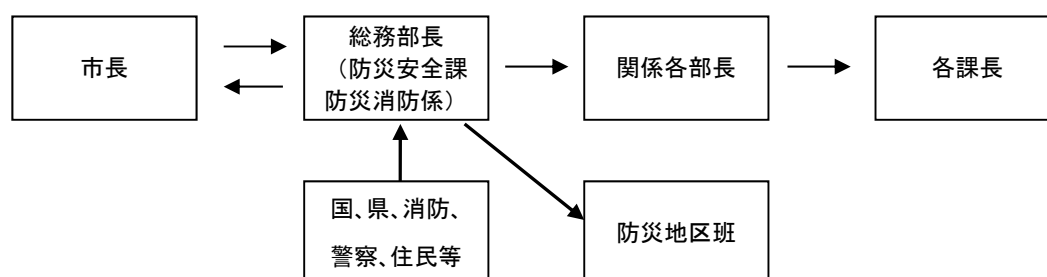 市長
総務部長
（防災安全課
防災消防係）
関係各部長
各課長
国、県、消防、
警察、住民等
防災地区班